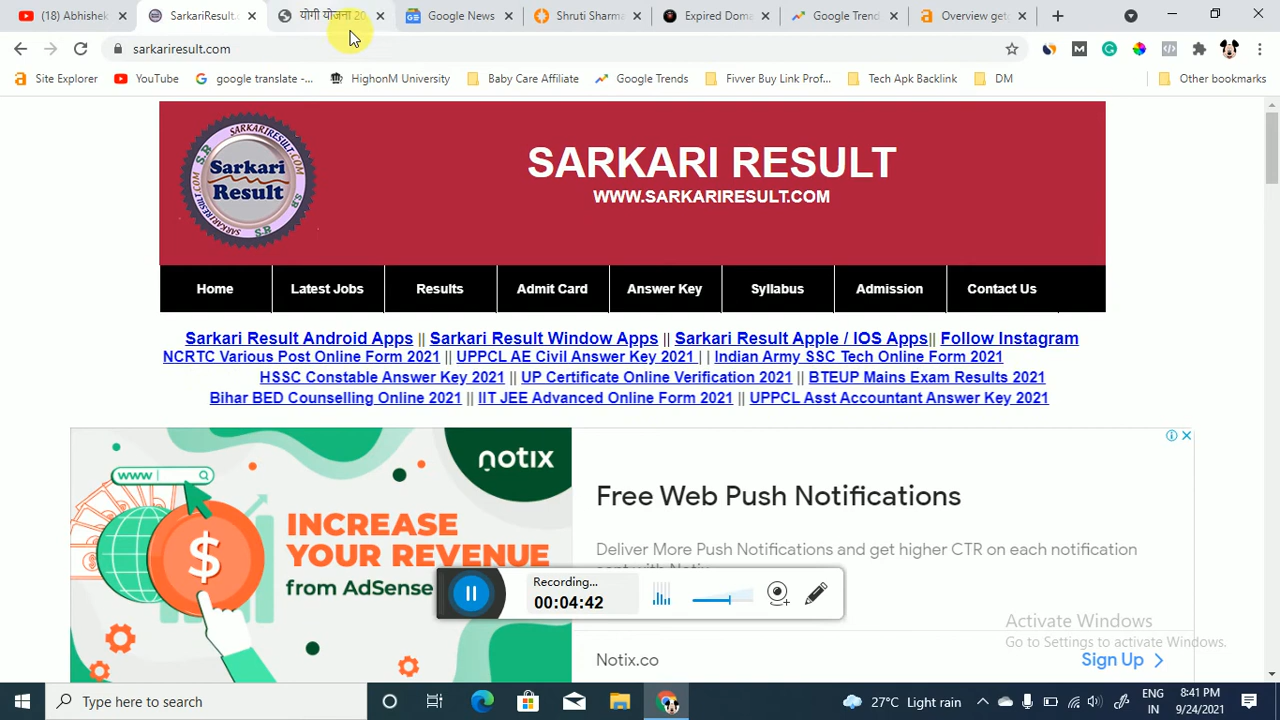 (18) Abhishek
SarkariResult.c
योगी योजना 20
Google News
Shruti Sharma
Expired Doma
Google Trend
Overview: get
sarkariresult.com
Site Explorer
YouTube
google translate -...
HighonM University
Baby Care Affiliate
Google Trends
Fivver Buy Link Prof...
Tech Apk Backlink
DM
Other bookmarks
SARKARIRESULT.COM
Sarkari
Result
SARKARI RESULT
WWW.SARKARIRESULT.COM
Home
Latest Jobs
Results
Admit Card
Answer Key
Syllabus
Admission
Contact Us
Sarkari Result Android Apps || Sarkari Result Window Apps || Sarkari Result Apple / IOS Apps|| Follow Instagram
NCRTC Various Post Online Form 2021 || UPPCL AE Civil Answer Key 2021 | | Indian Army SSC Tech Online Form 2021
HSSC Constable Answer Key 2021 || UP Certificate Online Verification 2021 || BTEUP Mains Exam Results 2021
Bihar BED Counselling Online 2021 || IIT JEE Advanced Online Form 2021 || UPPCL Asst Accountant Answer Key 2021
www
notix
INCREASE
YOUR REVENUE
from AdSense
Free Web Push Notifications
Deliver More Push Notifications and get higher CTR on each notification
Notix.co
Sign Up
Recording...
00:04:42
Activate Windows
Go to Settings to activate Windows.
Type here to search
27°C Light rain
ENG
IN
8:41 PM
9/24/2021